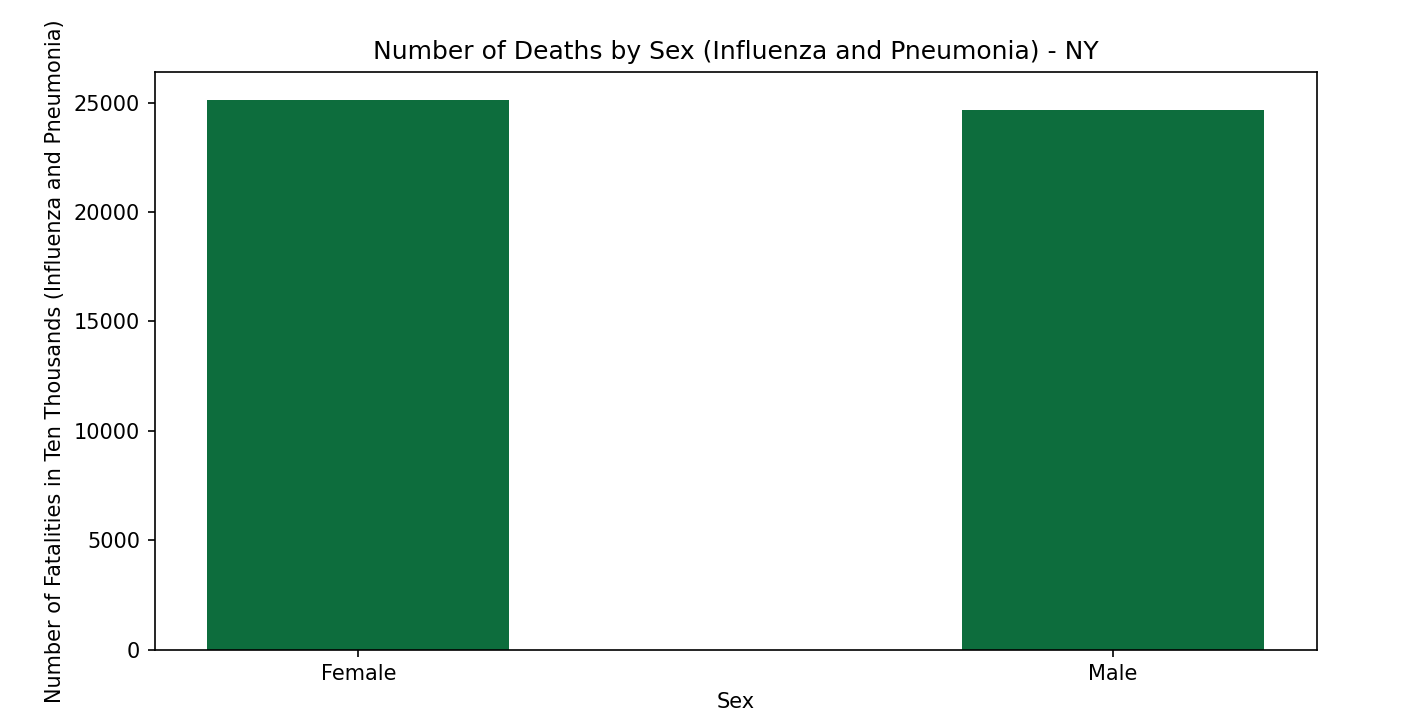 Number of Deaths by Sex (Influenza and Pneumonia) - NY
Number of Fatalities in Ten Thousands (Influenza and Pneumonia)
25000
20000
15000
10000
5000
0
Female
Male
Sex